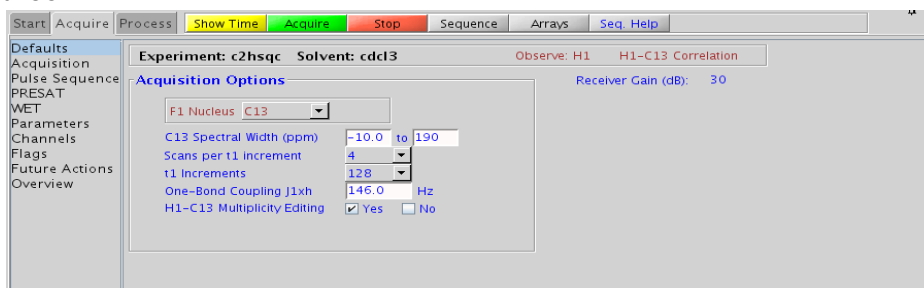 Start Acquire Process Show Time Acquire Stop Sequence Arrays Seq. Help
Defaults
Acquisition
Pulse Sequence
PRESAT
WET
Parameters
Channels
Flags
Future Actions
Overview
Experiment: c2hsqc Solvent: cdcl3 Observe: H1 H1-C13 Correlation
Acquisition Options
Receiver Gain (dB): 30
F1 Nucleus C13
C13 Spectral Width (ppm) -10.0 to 190
Scans per t1 increment 4
t1 Increments 128
One-Bond Coupling J1xh 146.0 Hz
H1-C13 Multiplicity Editing Yes No